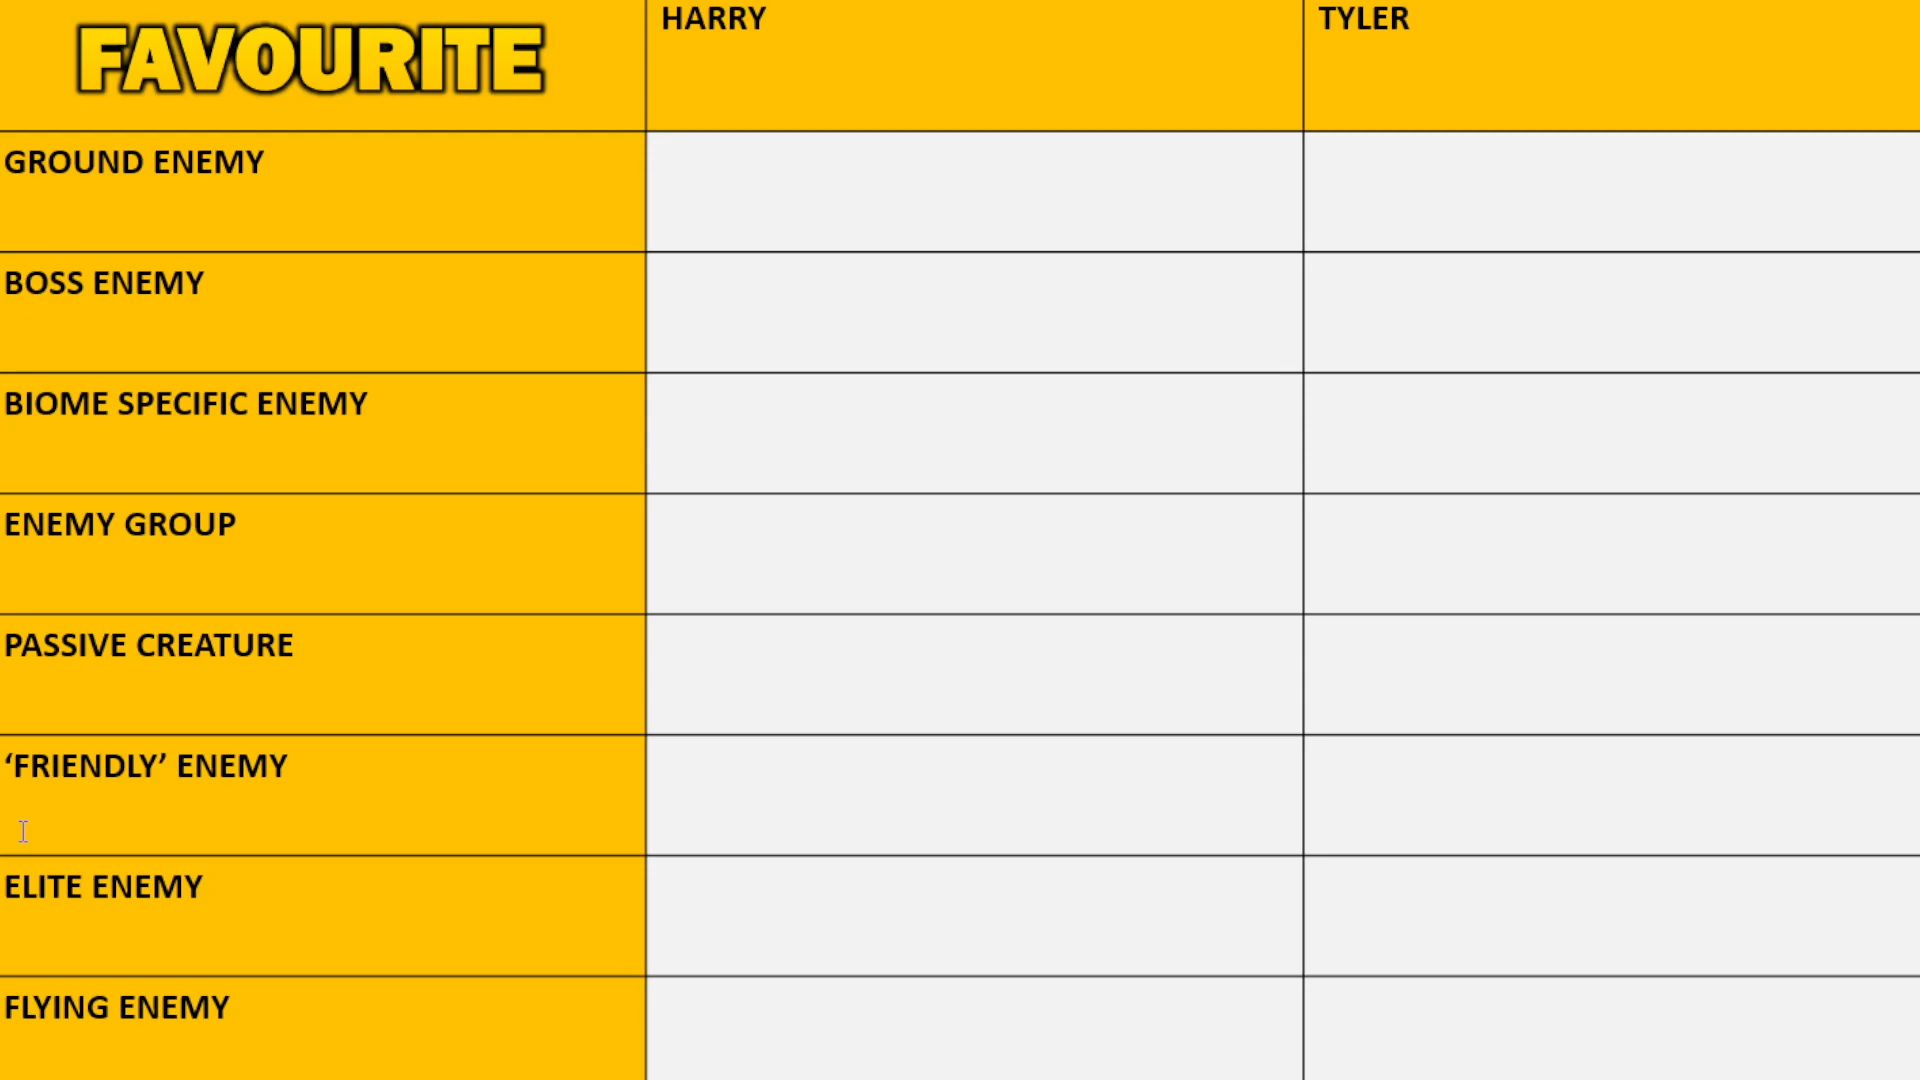 FAVOURITE
HARRY
TYLER
GROUND ENEMY
BOSS ENEMY
BIOME SPECIFIC ENEMY
ENEMY GROUP
PASSIVE CREATURE
‘FRIENDLY’ ENEMY
ELITE ENEMY
FLYING ENEMY